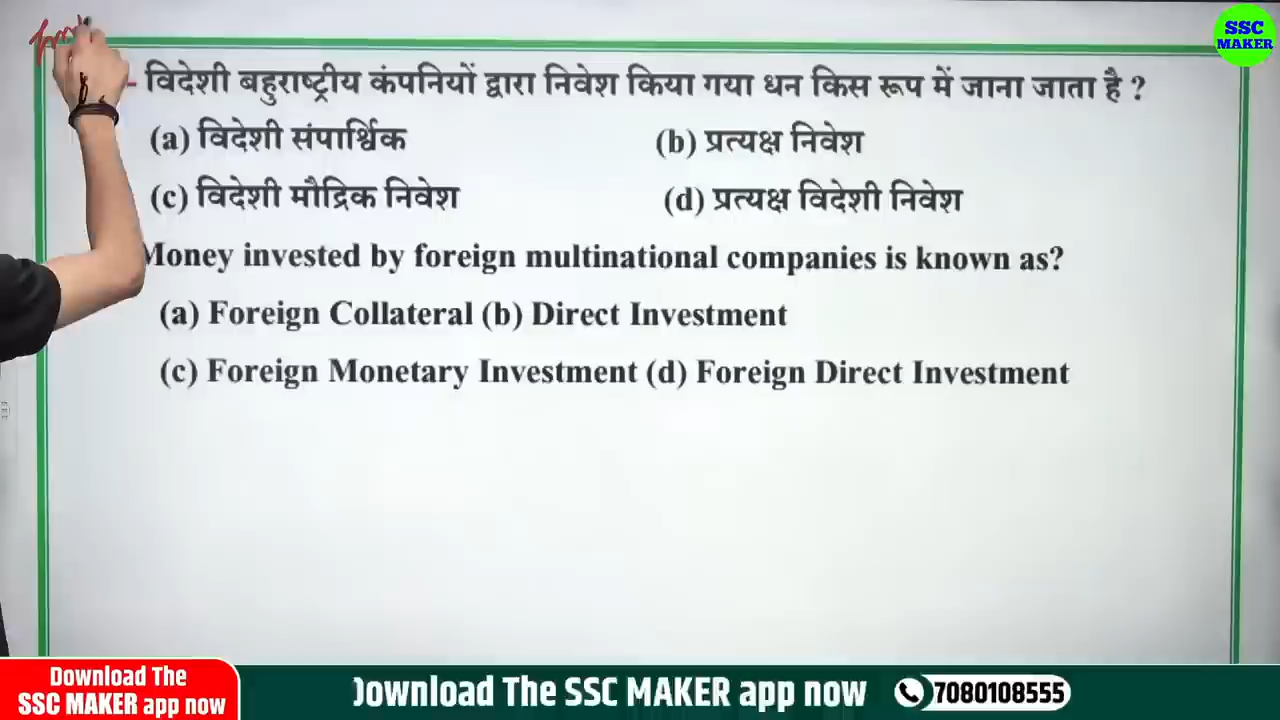 SSC
MAKER
- विदेशी बहुराष्ट्रीय कंपनियों द्वारा निवेश किया गया धन किस रूप में जाना जाता है ?
(a) विदेशी संपार्श्विक (b) प्रत्यक्ष निवेश
(c) विदेशी मौद्रिक निवेश (d) प्रत्यक्ष विदेशी निवेश
Money invested by foreign multinational companies is known as?
(a) Foreign Collateral (b) Direct Investment
(c) Foreign Monetary Investment (d) Foreign Direct Investment
Download The
SSC MAKER app now
Download The SSC MAKER app now 7080108555